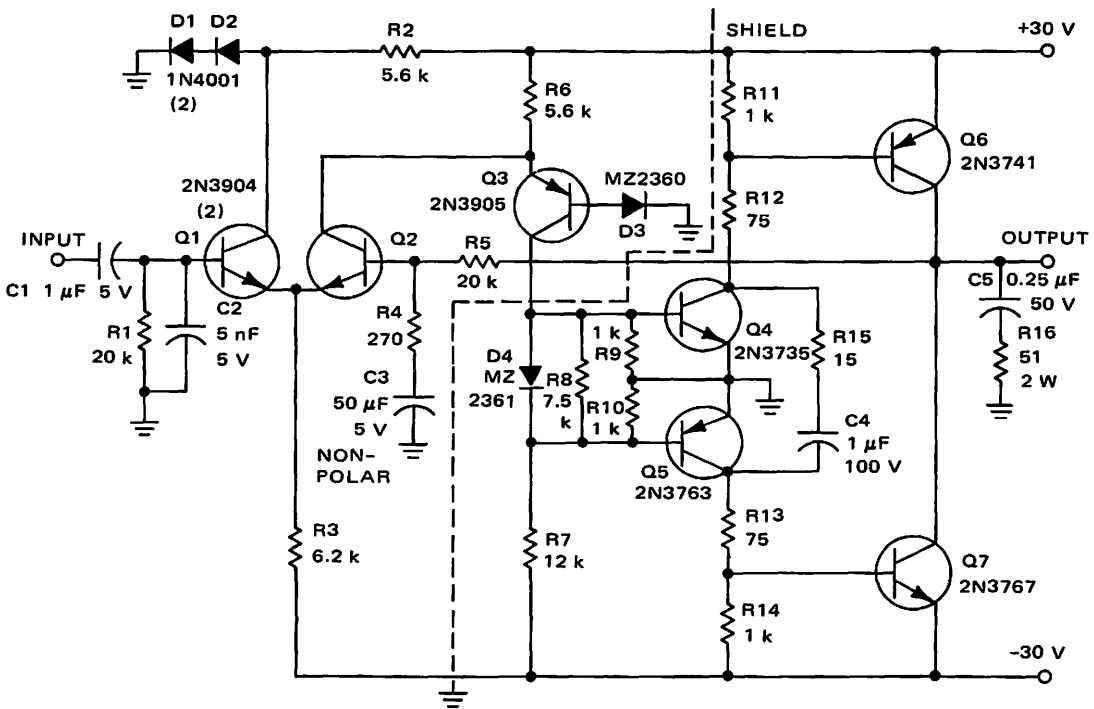 D1 D2
1N4001
(2)
R2
5.6 k
SHIELD
+30 V
R6
5.6 k
R11
1 k
Q6
2N3741
2N3904
(2)
Q3
2N3905
MZ2360
D3
R12
75
INPUT
Q1
Q2
R5
20 k
OUTPUT
C1 1 μF 5 V
C5 0.25 μF
50 V
R1
20 k
C2
5 nF
5 V
R4
270
1 k
R9
Q4
2N3735
R15
15
R16
51
2 W
D4
MZ
2361
R8
7.5
k
R10
1 k
C3
50 μF
5 V
NON-
POLAR
C4
1 μF
100 V
Q5
2N3763
R3
6.2 k
R7
12 k
R13
75
Q7
2N3767
R14
1 k
-30 V